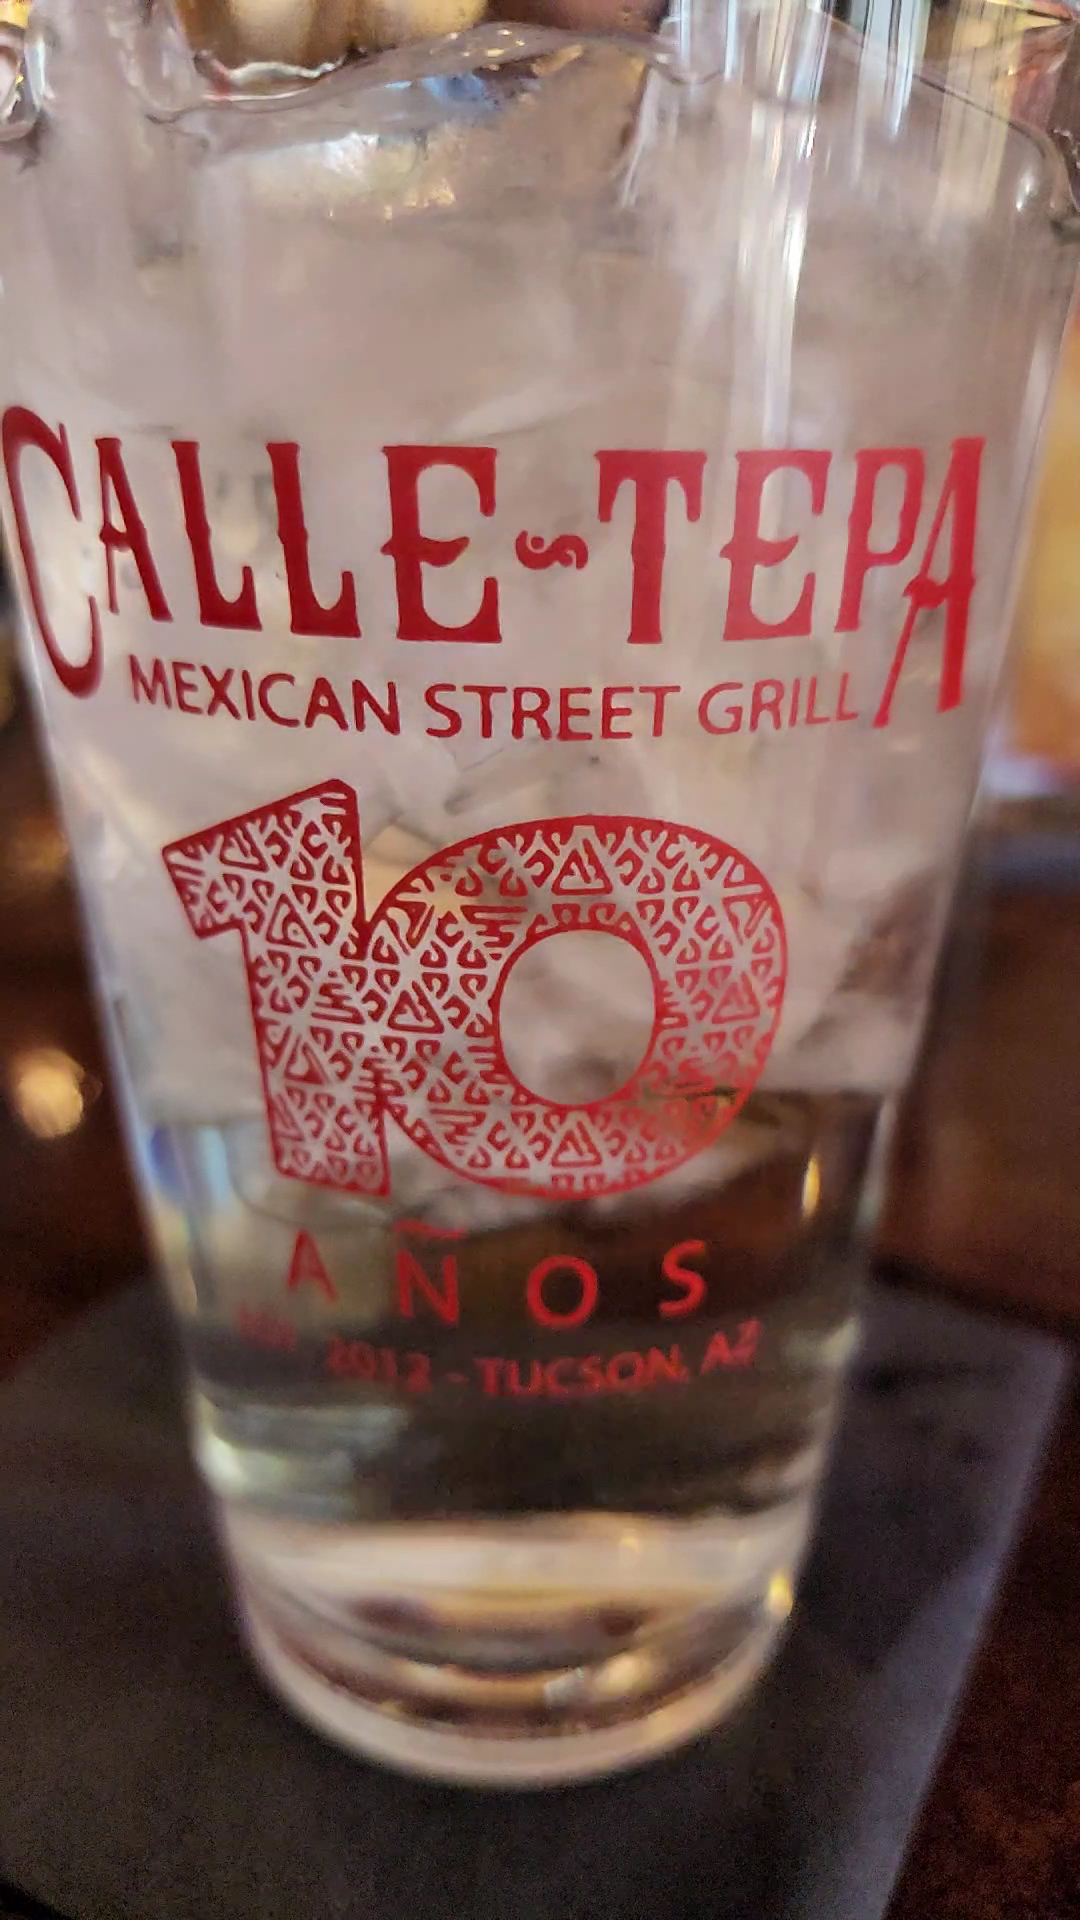 CALLE TEPA
MEXICAN STREET GRILL
10
AÑOS
2012 - TUCSON, AZ